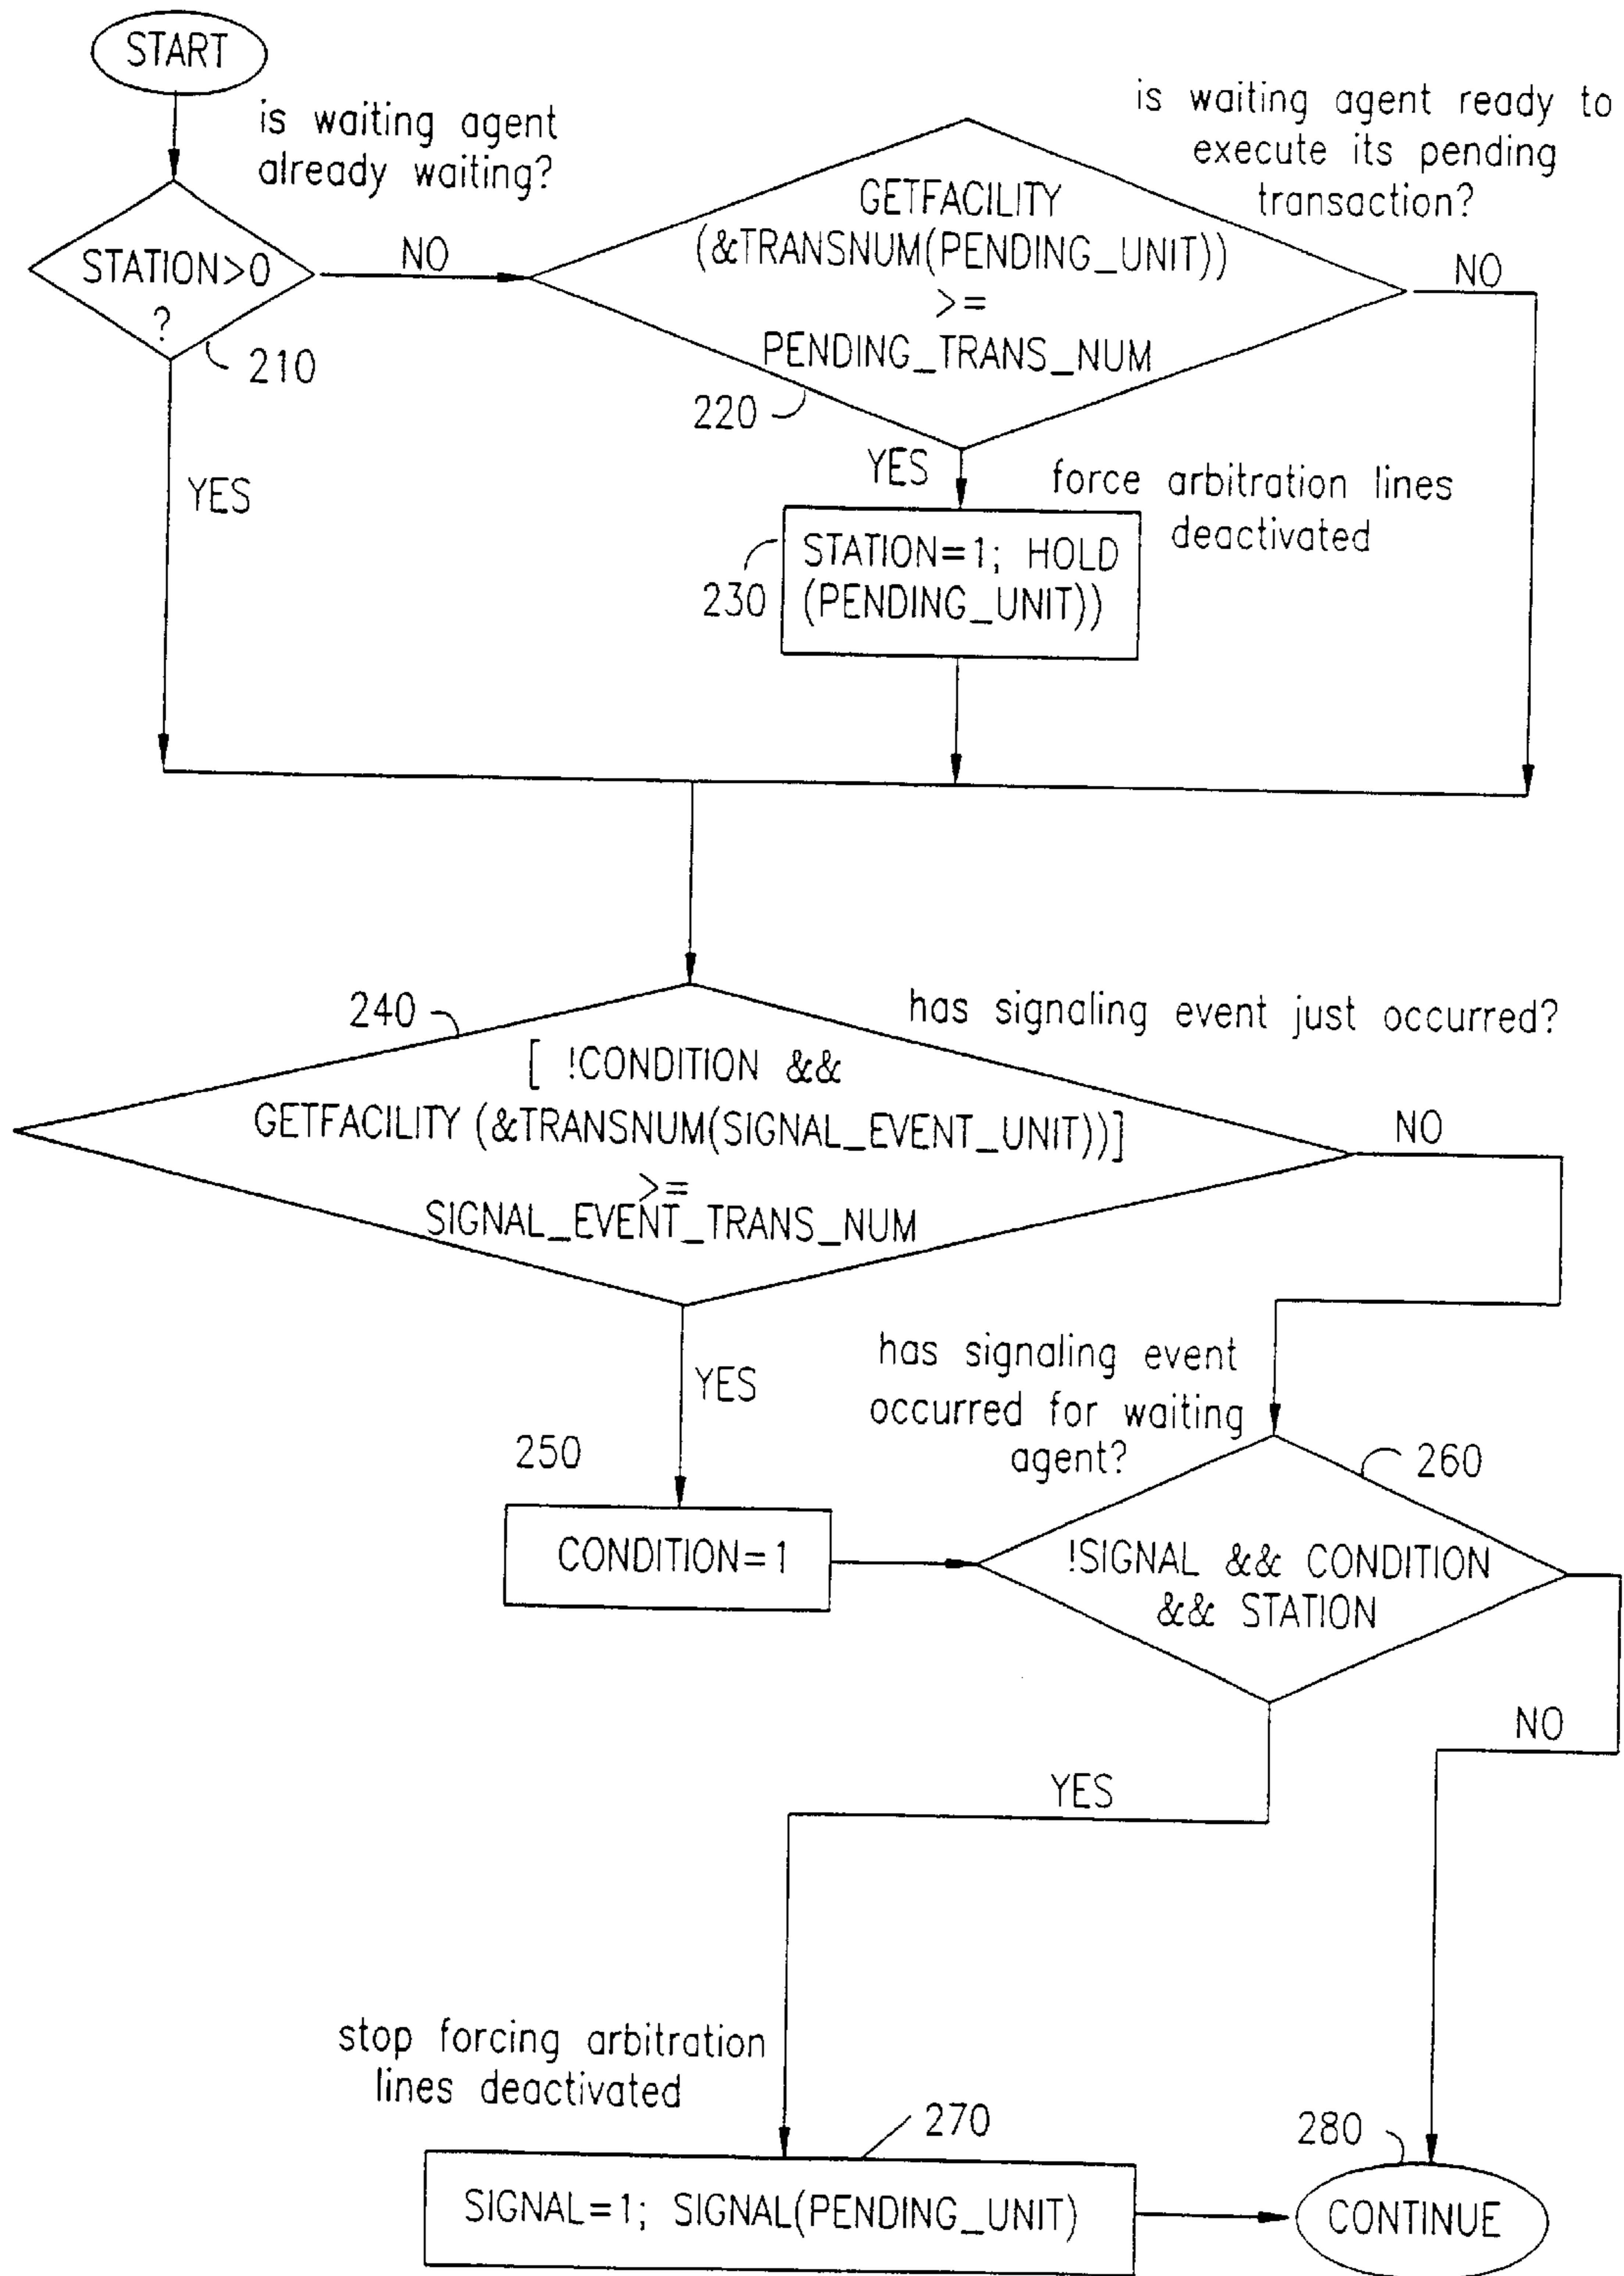 START
is waiting agent
already waiting?
STATION>0
?
210
NO
YES
is waiting agent ready to
execute its pending
transaction?
GETFACILITY
(&TRANSNUM(PENDING_UNIT))
>=
PENDING_TRANS_NUM
220
NO
YES
force arbitration lines
deactivated
STATION=1; HOLD
(PENDING_UNIT))
230
240
has signaling event just occurred?
[ !CONDITION &&
GETFACILITY (&TRANSNUM(SIGNAL_EVENT_UNIT))]
>=
SIGNAL_EVENT_TRANS_NUM
NO
YES
250
CONDITION=1
has signaling event
occurred for waiting
agent?
260
!SIGNAL && CONDITION
&& STATION
NO
YES
stop forcing arbitration
lines deactivated
270
SIGNAL=1; SIGNAL(PENDING_UNIT)
280
CONTINUE